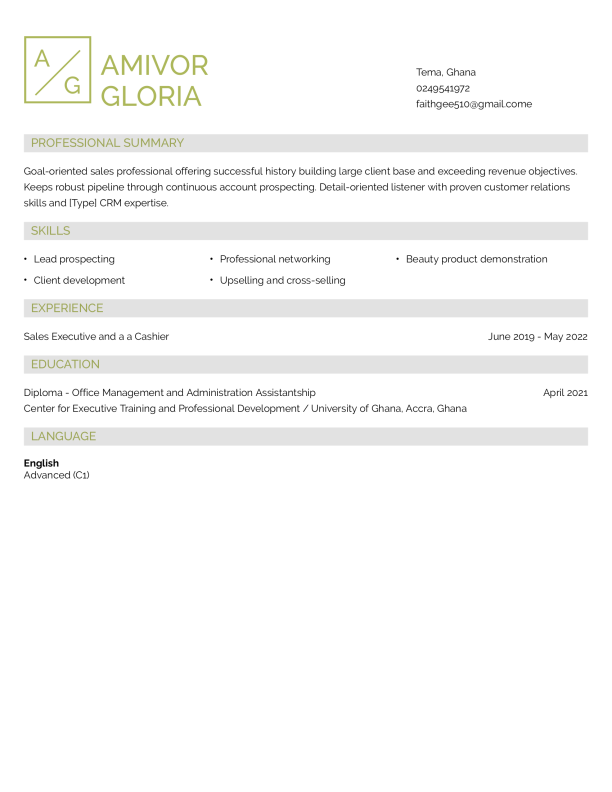 A
G
AMIVOR
GLORIA
Tema, Ghana
0249541972
faithgee510@gmail.come
PROFESSIONAL SUMMARY
Goal-oriented sales professional offering successful history building large client base and exceeding revenue objectives.
Keeps robust pipeline through continuous account prospecting. Detail-oriented listener with proven customer relations
skills and [Type] CRM expertise.
SKILLS
• Lead prospecting
• Client development
• Professional networking
• Upselling and cross-selling
• Beauty product demonstration
EXPERIENCE
Sales Executive and a a Cashier June 2019 - May 2022
EDUCATION
Diploma - Office Management and Administration Assistantship April 2021
Center for Executive Training and Professional Development / University of Ghana, Accra, Ghana
LANGUAGE
English
Advanced (C1)